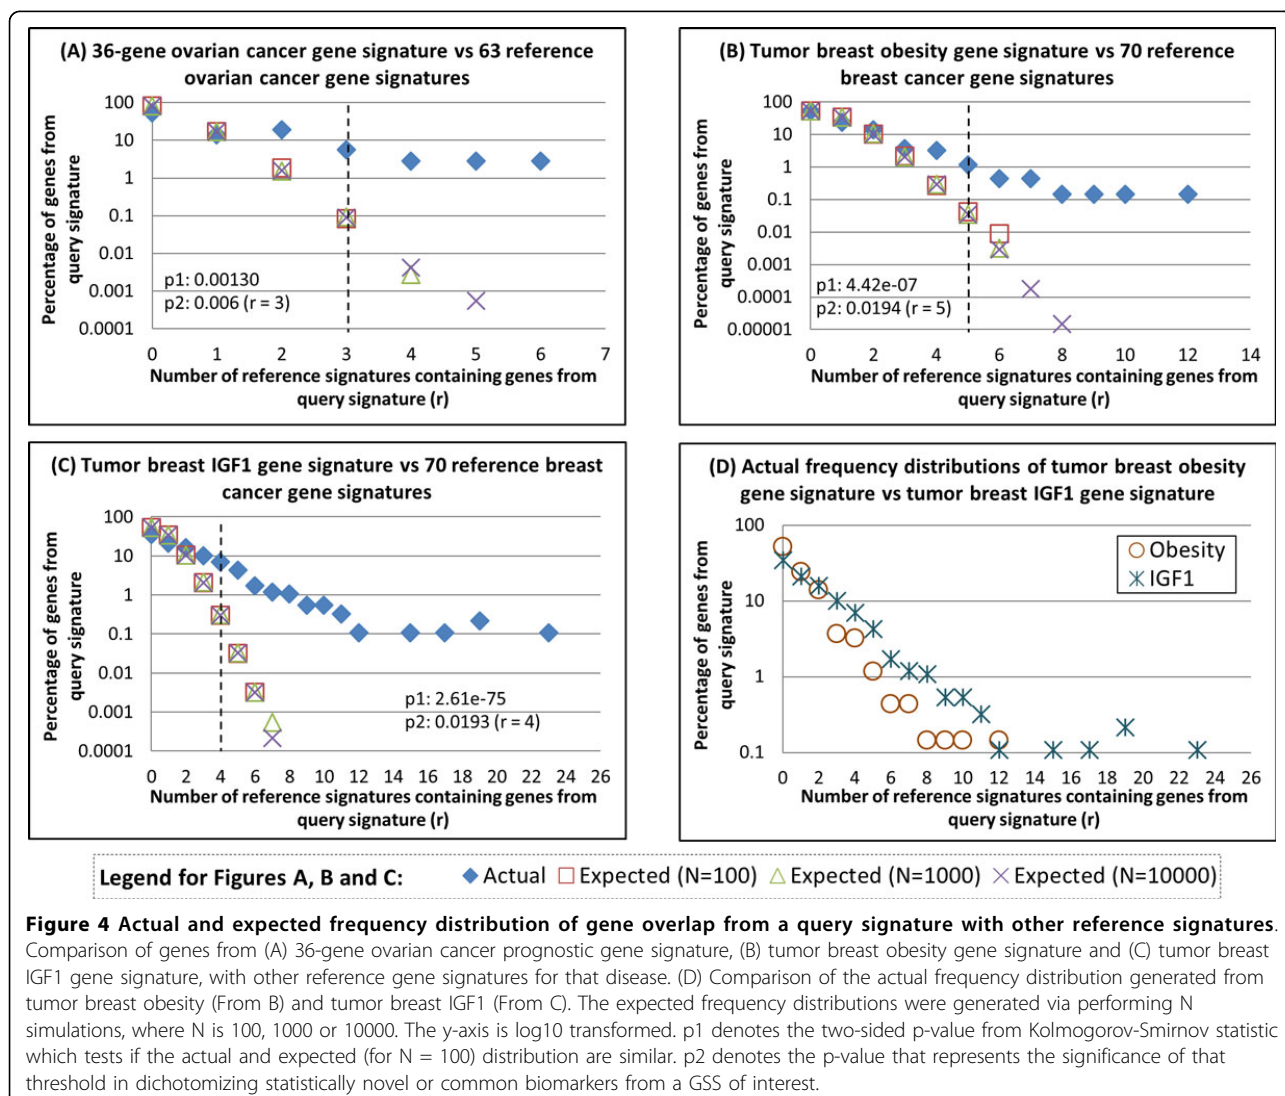 (A) 36-gene ovarian cancer gene signature vs 63 reference
ovarian cancer gene signatures
Percentage of genes from
query signature
100
10
1
0.1
0.01
0.001
0.0001
p1: 0.00130
p2: 0.006 (r = 3)
0 1 2 3 4 5 6 7
Number of reference signatures containing genes from
query signature (r)
(B) Tumor breast obesity gene signature vs 70 reference
breast cancer gene signatures
Percentage of genes from
query signature
100
10
1
0.1
0.01
0.001
0.0001
0.00001
p1: 4.42e-07
p2: 0.0194 (r = 5)
0 2 4 6 8 10 12 14
Number of reference signatures containing genes from
query signature (r)
(C) Tumor breast IGF1 gene signature vs 70 reference breast
cancer gene signatures
Percentage of genes from
query signature
100
10
1
0.1
0.01
0.001
0.0001
p1: 2.61e-75
p2: 0.0193 (r = 4)
0 2 4 6 8 10 12 14 16 18 20 22 24 26
Number of reference signatures containing genes from
query signature (r)
(D) Actual frequency distributions of tumor breast obesity
gene signature vs tumor breast IGF1 gene signature
Percentage of genes from
query signature
100
10
1
0.1
Obesity
IGF1
0 2 4 6 8 10 12 14 16 18 20 22 24 26
Number of reference signatures containing genes from
query signature (r)
Legend for Figures A, B and C: Actual Expected (N=100) Expected (N=1000) Expected (N=10000)
Figure 4 Actual and expected frequency distribution of gene overlap from a query signature with other reference signatures.
Comparison of genes from (A) 36-gene ovarian cancer prognostic gene signature, (B) tumor breast obesity gene signature and (C) tumor breast
IGF1 gene signature, with other reference gene signatures for that disease. (D) Comparison of the actual frequency distribution generated from
tumor breast obesity (From B) and tumor breast IGF1 (From C). The expected frequency distributions were generated via performing N
simulations, where N is 100, 1000 or 10000. The y-axis is log10 transformed. p1 denotes the two-sided p-value from Kolmogorov-Smirnov statistic
which tests if the actual and expected (for N = 100) distribution are similar. p2 denotes the p-value that represents the significance of that
threshold in dichotomizing statistically novel or common biomarkers from a GSS of interest.